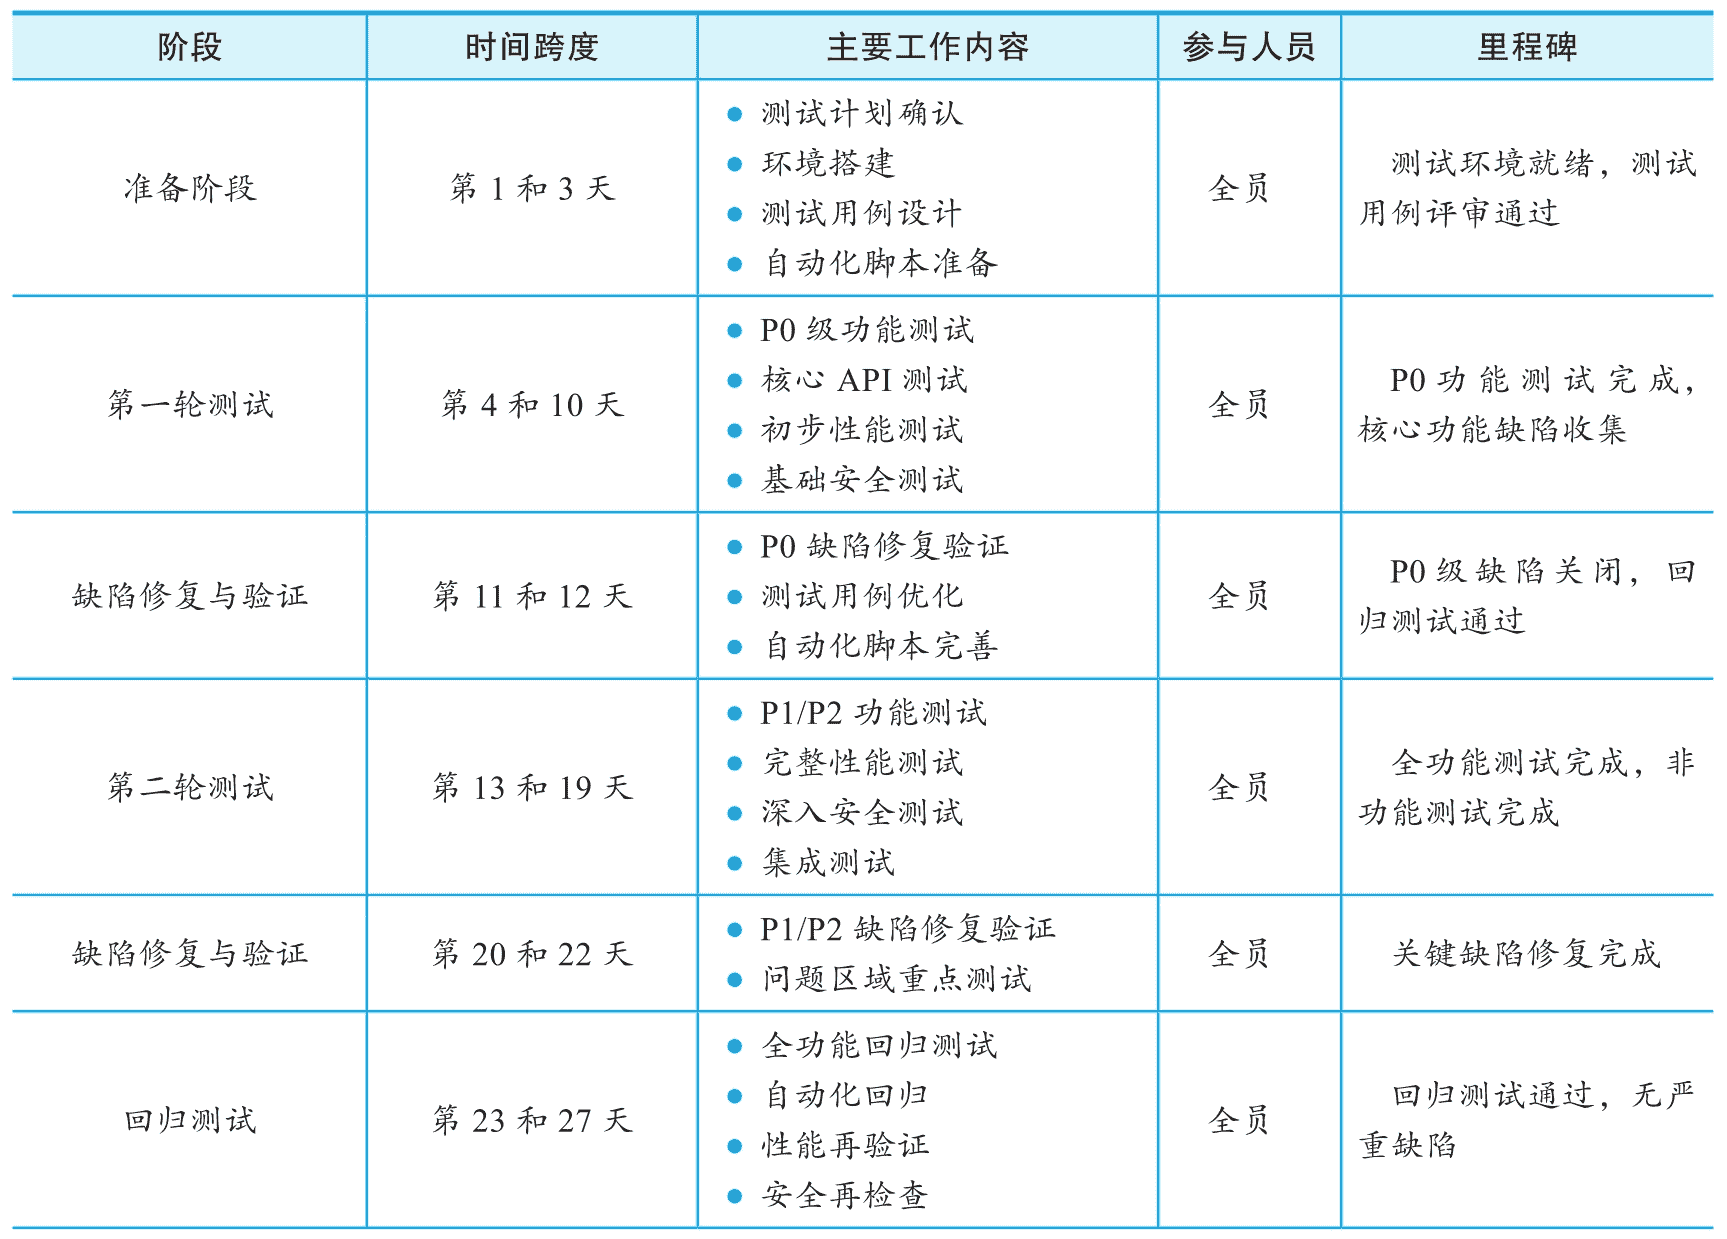 阶段 时间跨度 主要工作内容 参与人员 里程碑
准备阶段 第 1 和 3 天
● 测试计划确认
● 环境搭建
● 测试用例设计
● 自动化脚本准备
全员
测试环境就绪，测试
用例评审通过
第一轮测试 第 4 和 10 天
● P0 级功能测试
● 核心 API 测试
● 初步性能测试
● 基础安全测试
全员
P0 功能测试完成，
核心功能缺陷收集
缺陷修复与验证 第 11 和 12 天
● P0 缺陷修复验证
● 测试用例优化
● 自动化脚本完善
全员
P0 级缺陷关闭，回
归测试通过
第二轮测试 第 13 和 19 天
● P1/P2 功能测试
● 完整性能测试
● 深入安全测试
● 集成测试
全员
全功能测试完成，非
功能测试完成
缺陷修复与验证 第 20 和 22 天
● P1/P2 缺陷修复验证
● 问题区域重点测试
全员
关键缺陷修复完成
回归测试 第 23 和 27 天
● 全功能回归测试
● 自动化回归
● 性能再验证
● 安全再检查
全员
回归测试通过，无严
重缺陷